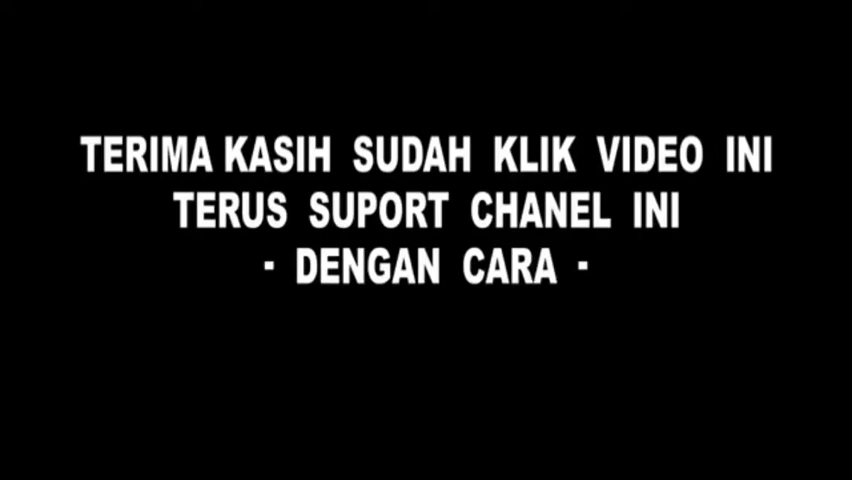 TERIMA KASIH SUDAH KLIK VIDEO INI
TERUS SUPORT CHANEL INI
- DENGAN CARA -